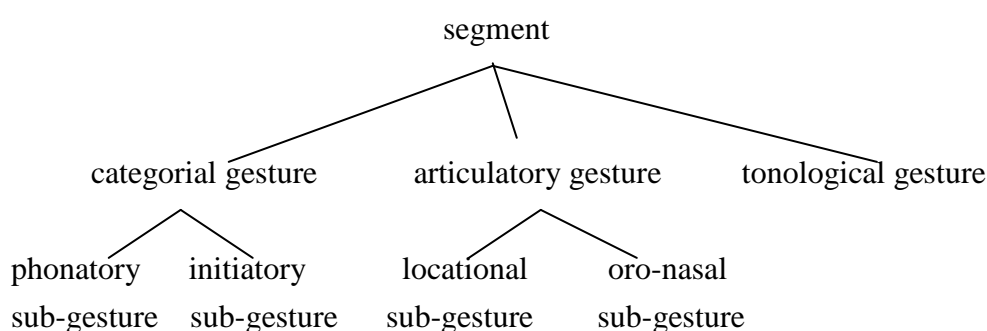 segment
categorial gesture articulatory gesture tonological gesture
phonatory initiatory locational oro-nasal
sub-gesture sub-gesture sub-gesture sub-gesture